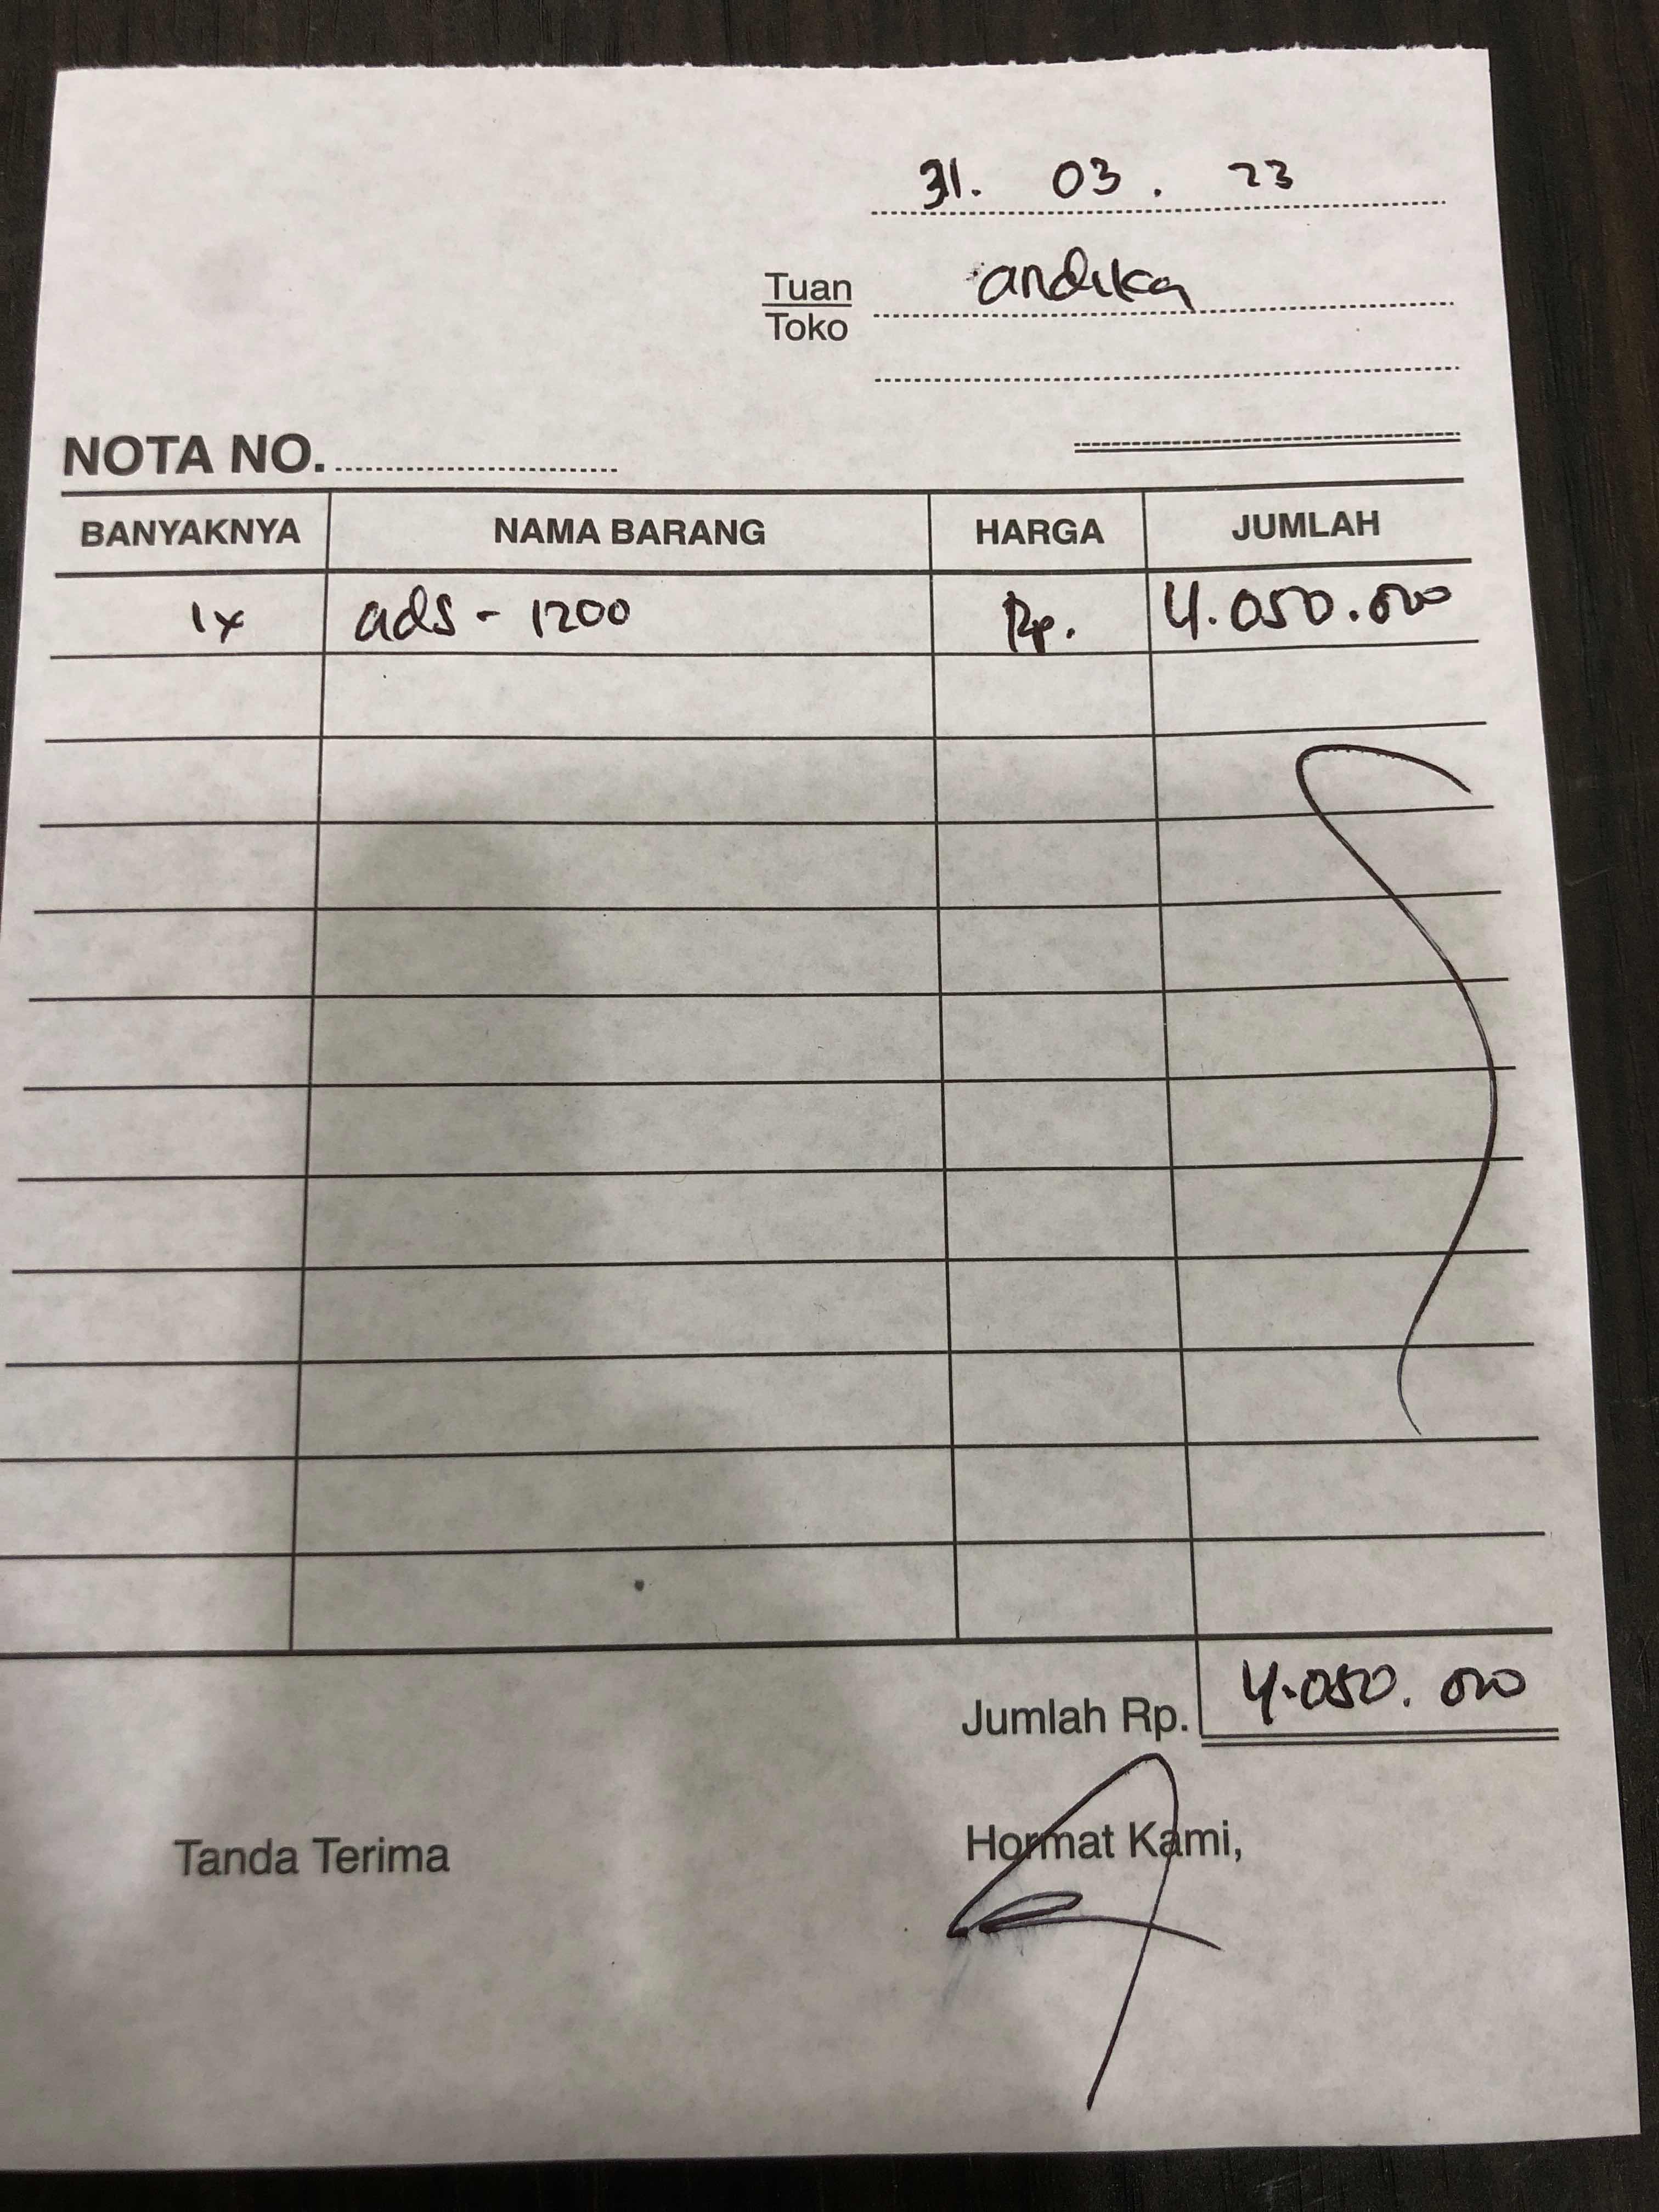 31. 03. 23
Tuan andika
Toko
NOTA NO.
BANYAKNYA NAMA BARANG HARGA JUMLAH
1x ads - 1200 Rp. 4.050.000
Jumlah Rp. 4.050.000
Tanda Terima Hormat Kami,